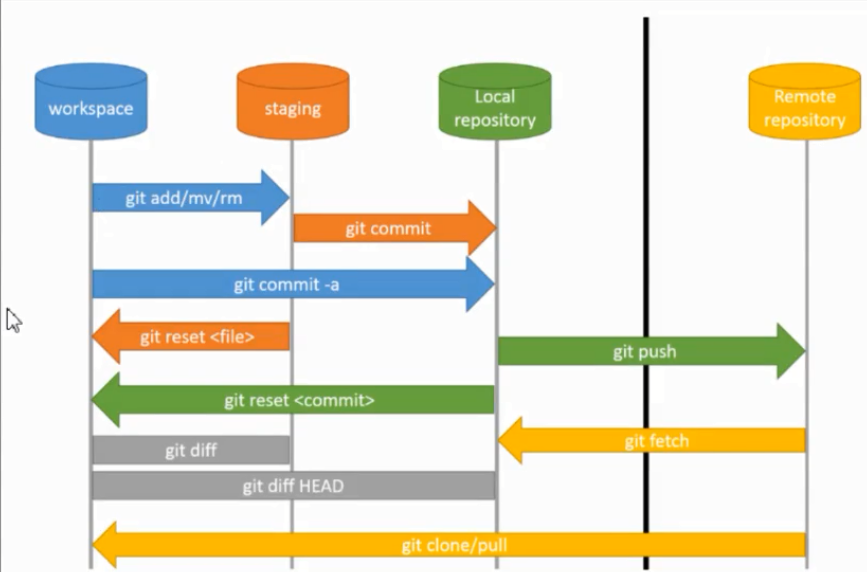 workspace
staging
Local
repository
Remote
repository
git add/mv/rm
git commit
git commit -a
git reset <file>
git push
git reset <commit>
git fetch
git diff
git diff HEAD
git clone/pull